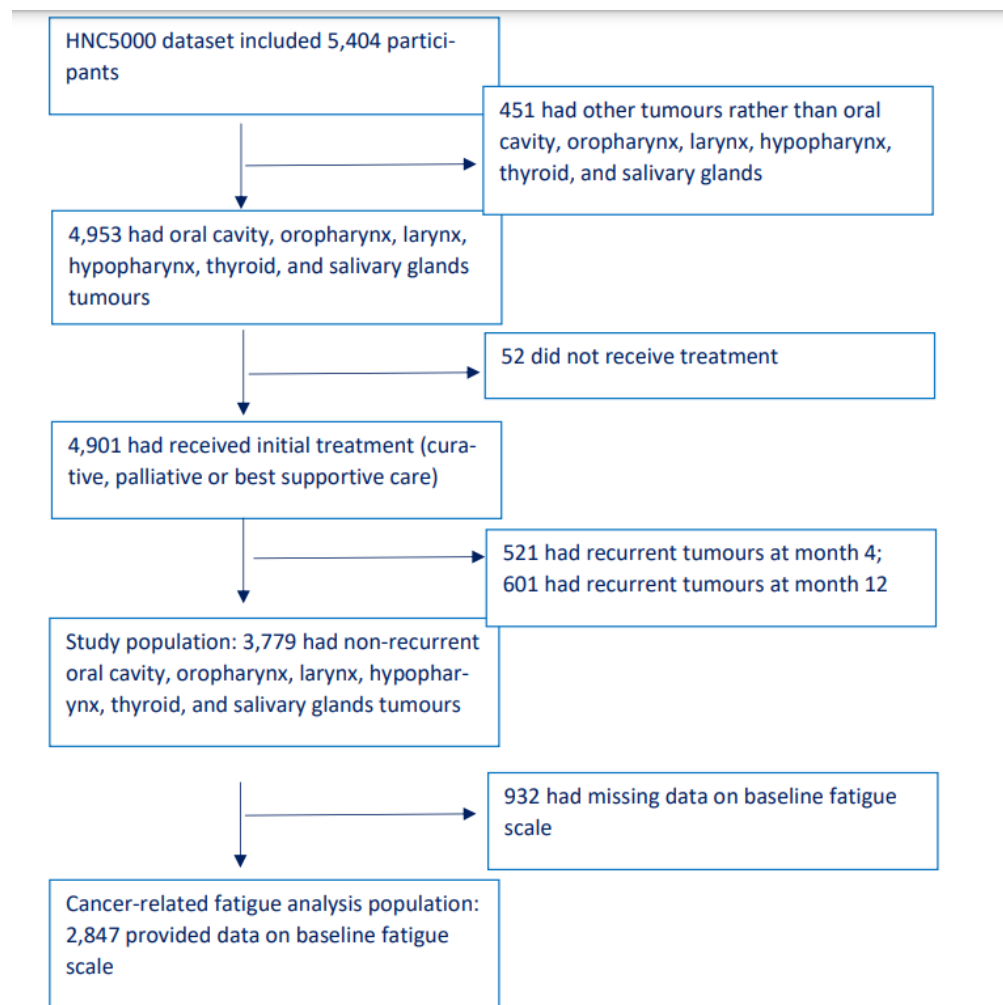 HNC5000 dataset included 5,404 partici-
pants
451 had other tumours rather than oral
cavity, oropharynx, larynx, hypopharynx,
thyroid, and salivary glands
4,953 had oral cavity, oropharynx, larynx,
hypopharynx, thyroid, and salivary glands
tumours
52 did not receive treatment
4,901 had received initial treatment (cura-
tive, palliative or best supportive care)
521 had recurrent tumours at month 4;
601 had recurrent tumours at month 12
Study population: 3,779 had non-recurrent
oral cavity, oropharynx, larynx, hypophar-
ynx, thyroid, and salivary glands tumours
932 had missing data on baseline fatigue
scale
Cancer-related fatigue analysis population:
2,847 provided data on baseline fatigue
scale